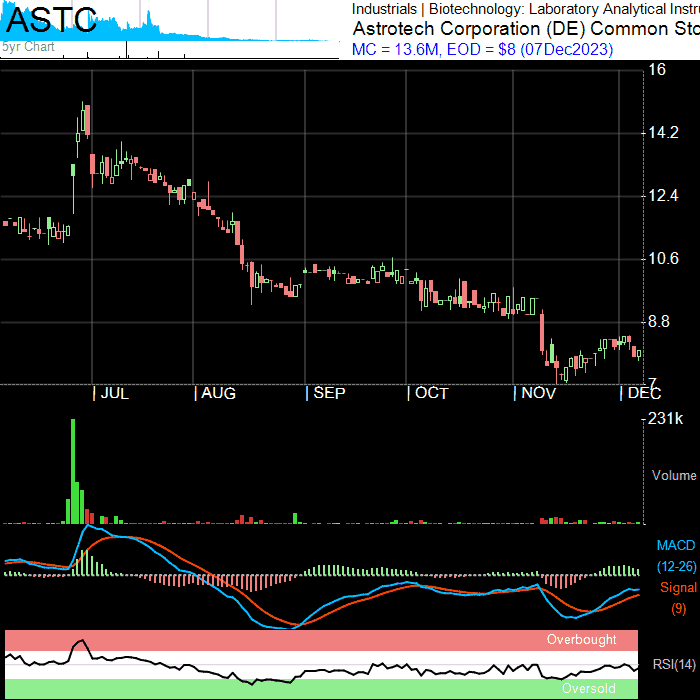 ASTC
5yr Chart
Industrials | Biotechnology: Laboratory Analytical Instru
Astrotech Corporation (DE) Common Sto
MC = 13.6M, EOD = $8 (07Dec2023)
16
14.2
12.4
10.6
8.8
7
JUL
AUG
SEP
OCT
NOV
DEC
231k
Volume
MACD
(12-26)
Signal
(9)
Overbought
RSI(14)
Oversold